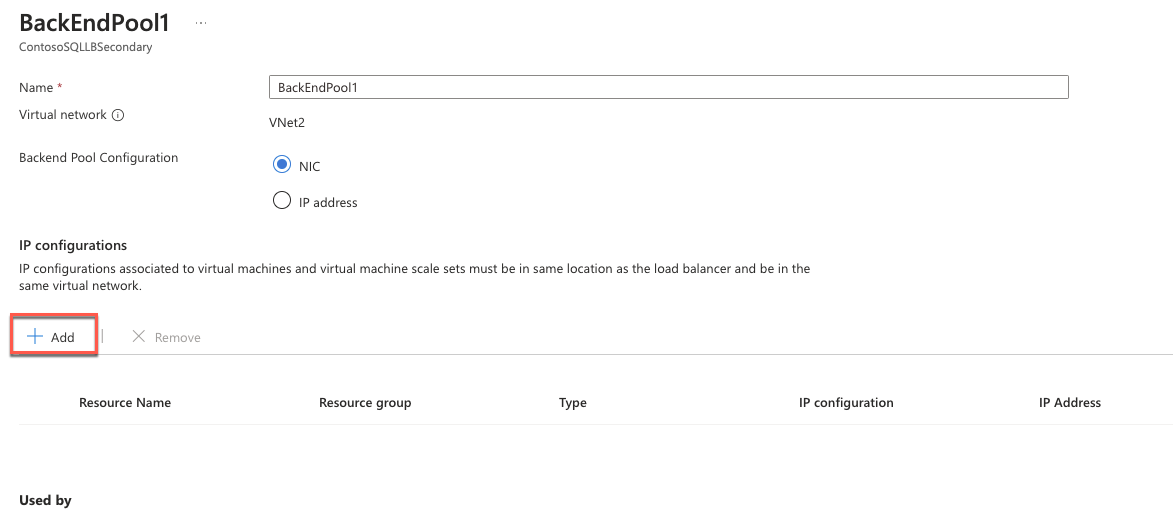 BackEndPool1 ...
ContosoSQLLBSecondary
Name * BackEndPool1
Virtual network VNet2
Backend Pool Configuration
NIC
IP address
IP configurations
IP configurations associated to virtual machines and virtual machine scale sets must be in same location as the load balancer and be in the
same virtual network.
Add | Remove
Resource Name Resource group Type IP configuration IP Address
Used by